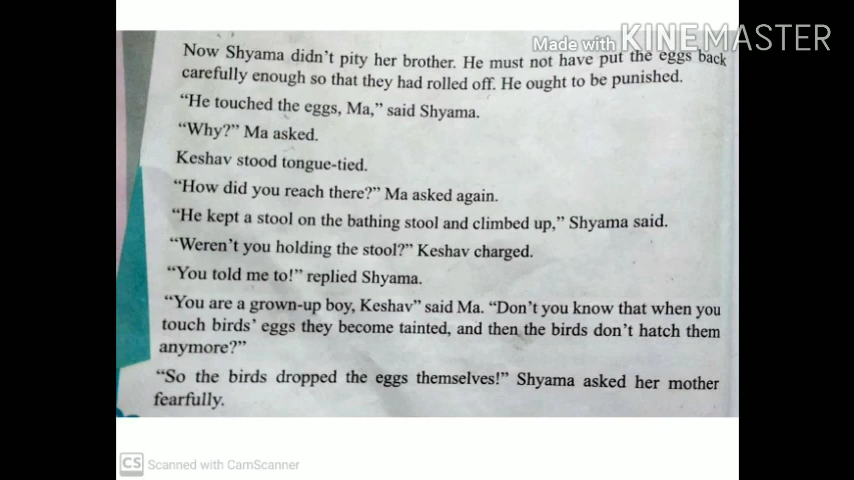 Made with KINEMASTER
Now Shyama didn't pity her brother. He must not have put the eggs back
carefully enough so that they had rolled off. He ought to be punished.
“He touched the eggs, Ma,” said Shyama.
“Why?” Ma asked.
Keshav stood tongue-tied.
“How did you reach there?” Ma asked again.
“He kept a stool on the bathing stool and climbed up,” Shyama said.
“Weren't you holding the stool?” Keshav charged.
“You told me to!” replied Shyama.
“You are a grown-up boy, Keshav” said Ma. “Don't you know that when you
touch birds' eggs they become tainted, and then the birds don't hatch them
anymore?”
“So the birds dropped the eggs themselves!” Shyama asked her mother
fearfully.
CS Scanned with CamScanner